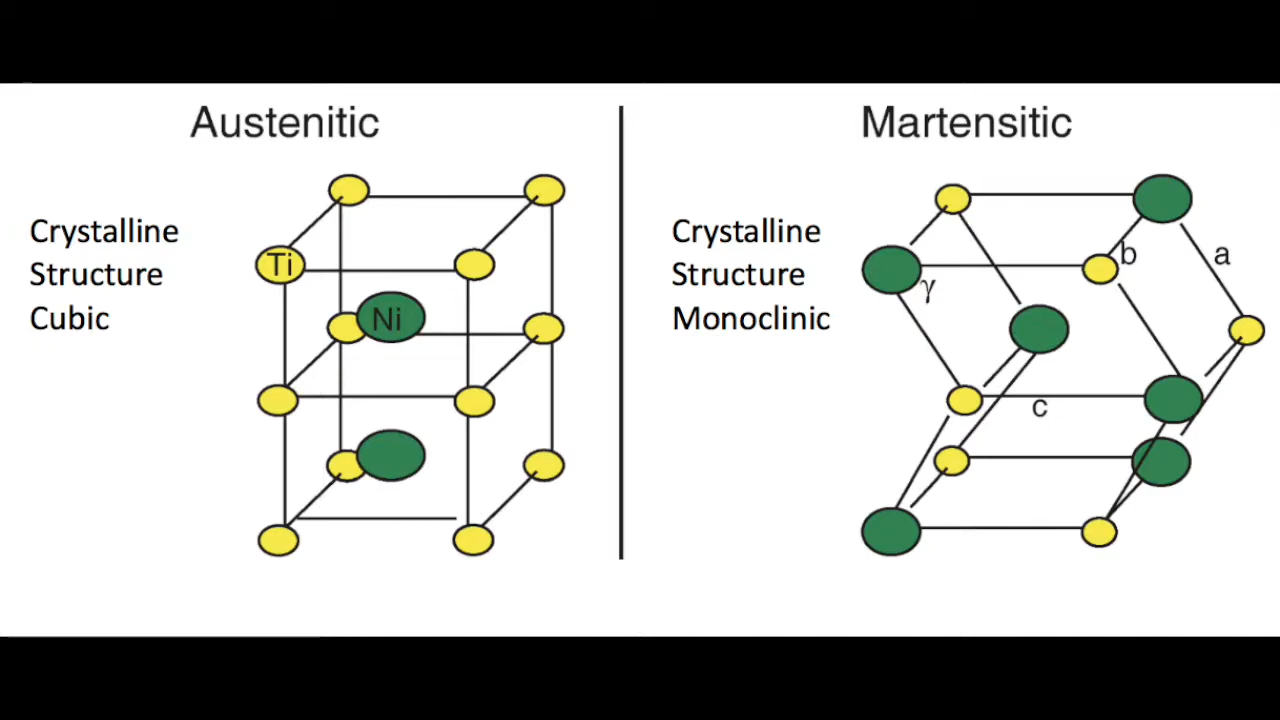 Austenitic
Crystalline
Structure
Cubic
Ti
Ni
Martensitic
Crystalline
Structure
Monoclinic
b
a
γ
c